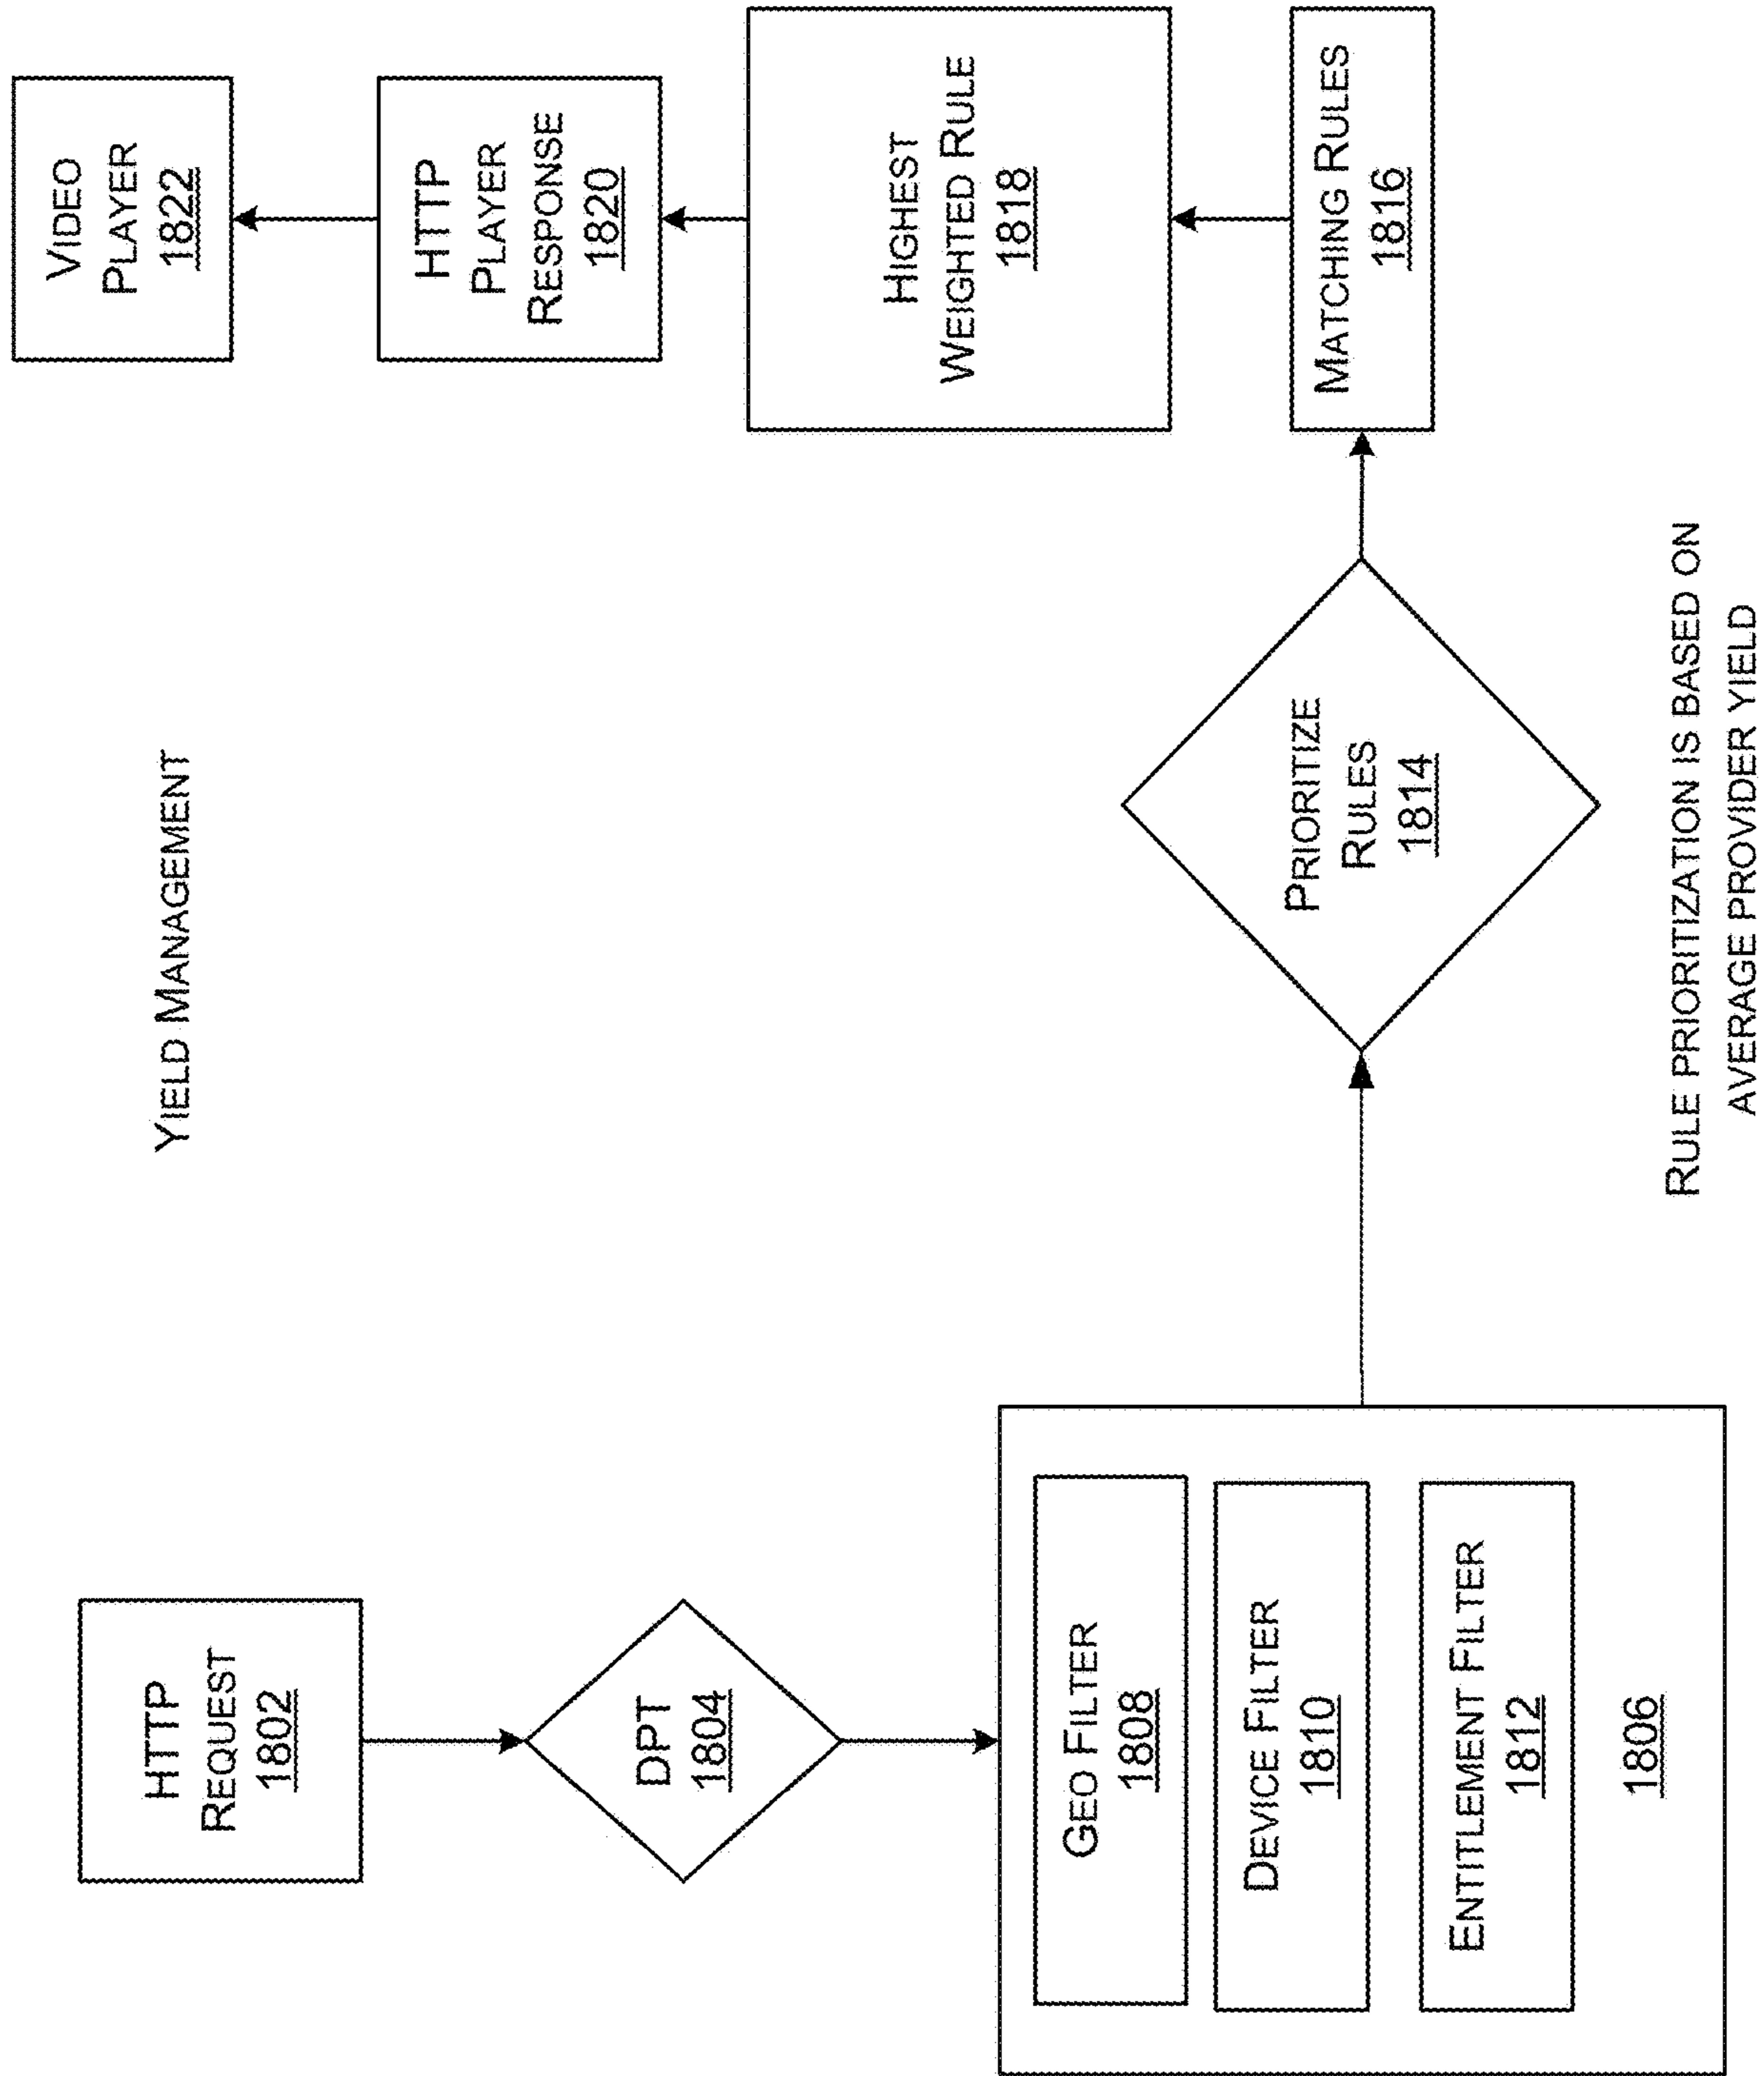 YIELD MANAGEMENT
HTTP
REQUEST
1802
DPT
1804
GEO FILTER
1808
DEVICE FILTER
1810
ENTITLEMENT FILTER
1812
1806
PRIORITIZE
RULES
1814
RULE PRIORITIZATION IS BASED ON
AVERAGE PROVIDER YIELD
MATCHING RULES
1816
HIGHEST
WEIGHTED RULE
1818
HTTP
PLAYER
RESPONSE
1820
VIDEO
PLAYER
1822